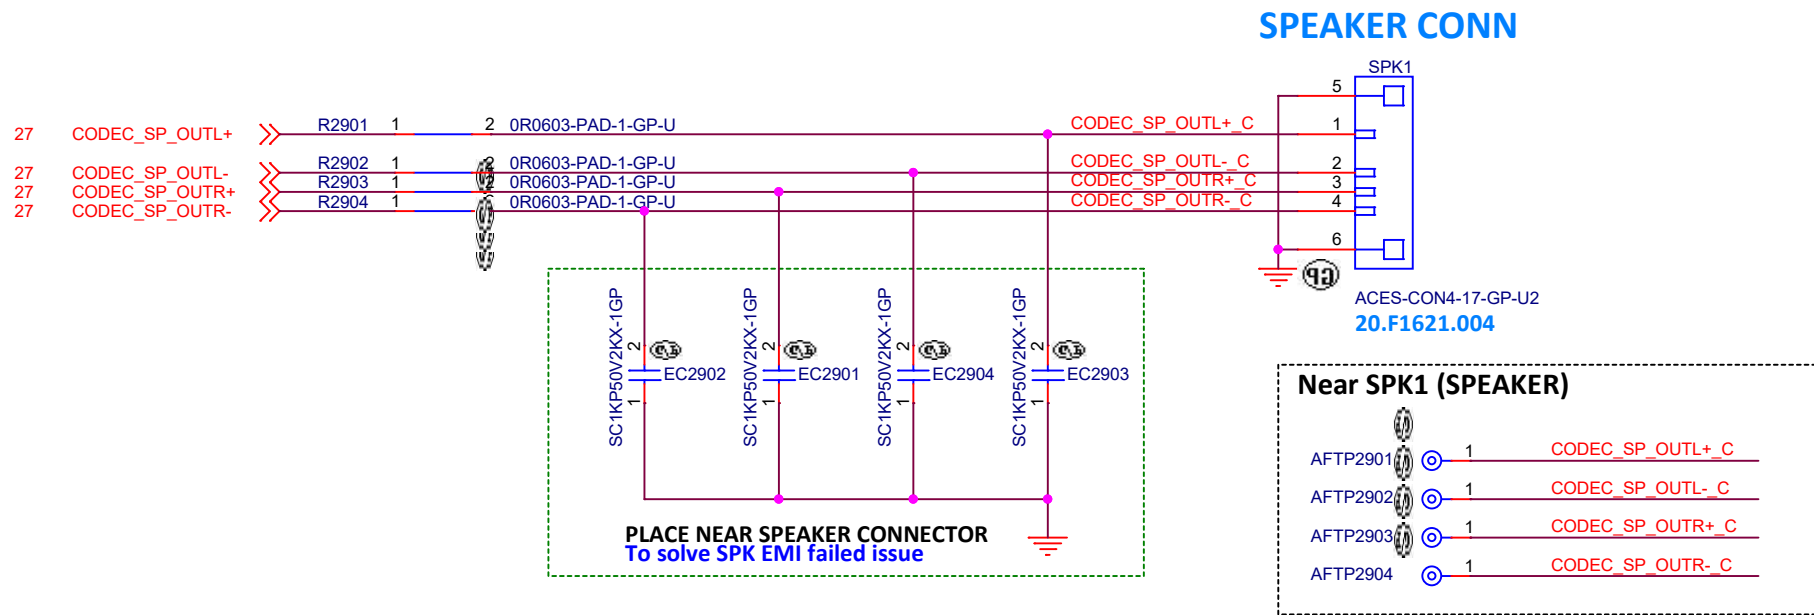 SPEAKER CONN
SPK1
5
27 CODEC_SP_OUTL+ R2901 1 2 0R0603-PAD-1-GP-U CODEC_SP_OUTL+_C 1
27 CODEC_SP_OUTL- R2902 1 2 0R0603-PAD-1-GP-U CODEC_SP_OUTL-_C 2
27 CODEC_SP_OUTR+ R2903 1 2 0R0603-PAD-1-GP-U CODEC_SP_OUTR+_C 3
27 CODEC_SP_OUTR- R2904 1 0R0603-PAD-1-GP-U CODEC_SP_OUTR-_C 4
6
GP
ACES-CON4-17-GP-U2
20.F1621.004
SC1KP50V2KX-1GP 2 1 EC2902
SC1KP50V2KX-1GP 2 1 EC2901
SC1KP50V2KX-1GP 2 1 EC2904
SC1KP50V2KX-1GP 2 1 EC2903
PLACE NEAR SPEAKER CONNECTOR
To solve SPK EMI failed issue
Near SPK1 (SPEAKER)
AFTP2901 1 CODEC_SP_OUTL+_C
AFTP2902 1 CODEC_SP_OUTL-_C
AFTP2903 1 CODEC_SP_OUTR+_C
AFTP2904 1 CODEC_SP_OUTR-_C